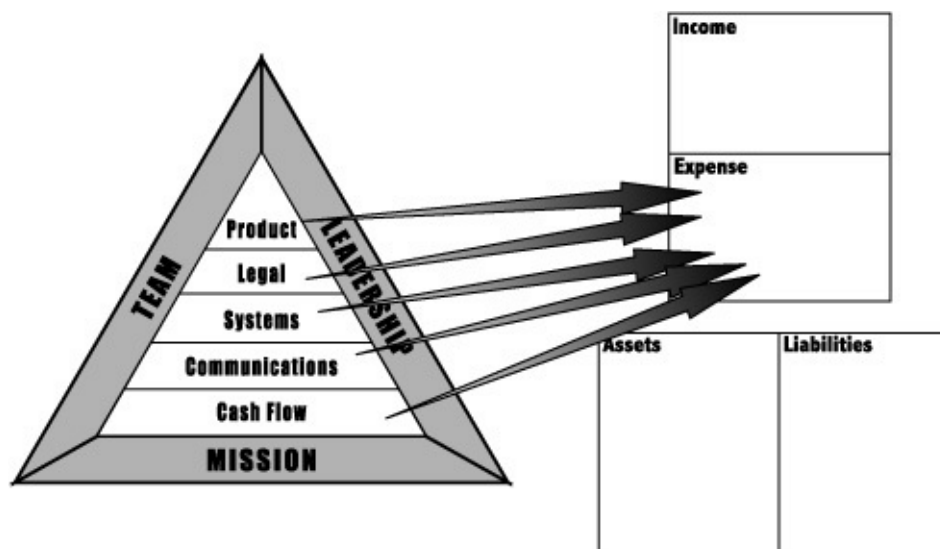 Income
Expense
Product
Legal
Systems
Communications
Cash Flow
TEAM
LEADERSHIP
MISSION
Assets
Liabilities